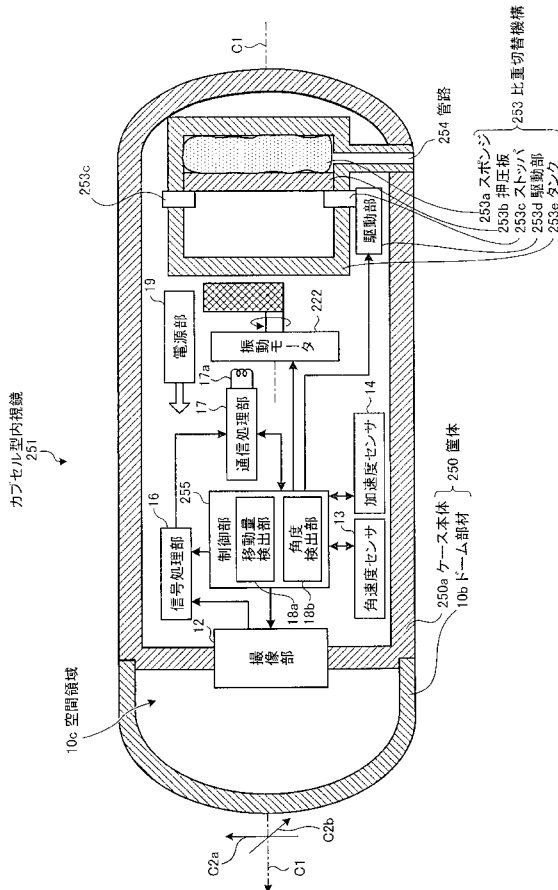 カプセル型内視鏡
251
10c 空間領域
C2a
C2b
C1
C1
12
撮像部
16
信号処理部
255
制御部
移動量
検出部
角度
検出部
18a
18b
13
角速度センサ
14
加速度センサ
17
17a
通信処理部
19
電源部
222
振動モータ
253c
駆動部
254 管路
253a スポンジ
253b 押圧板
253c ストッパ
253d 駆動部
253e タンク
253 比重切替機構
250a ケース本体
10b ドーム部材
250 筐体